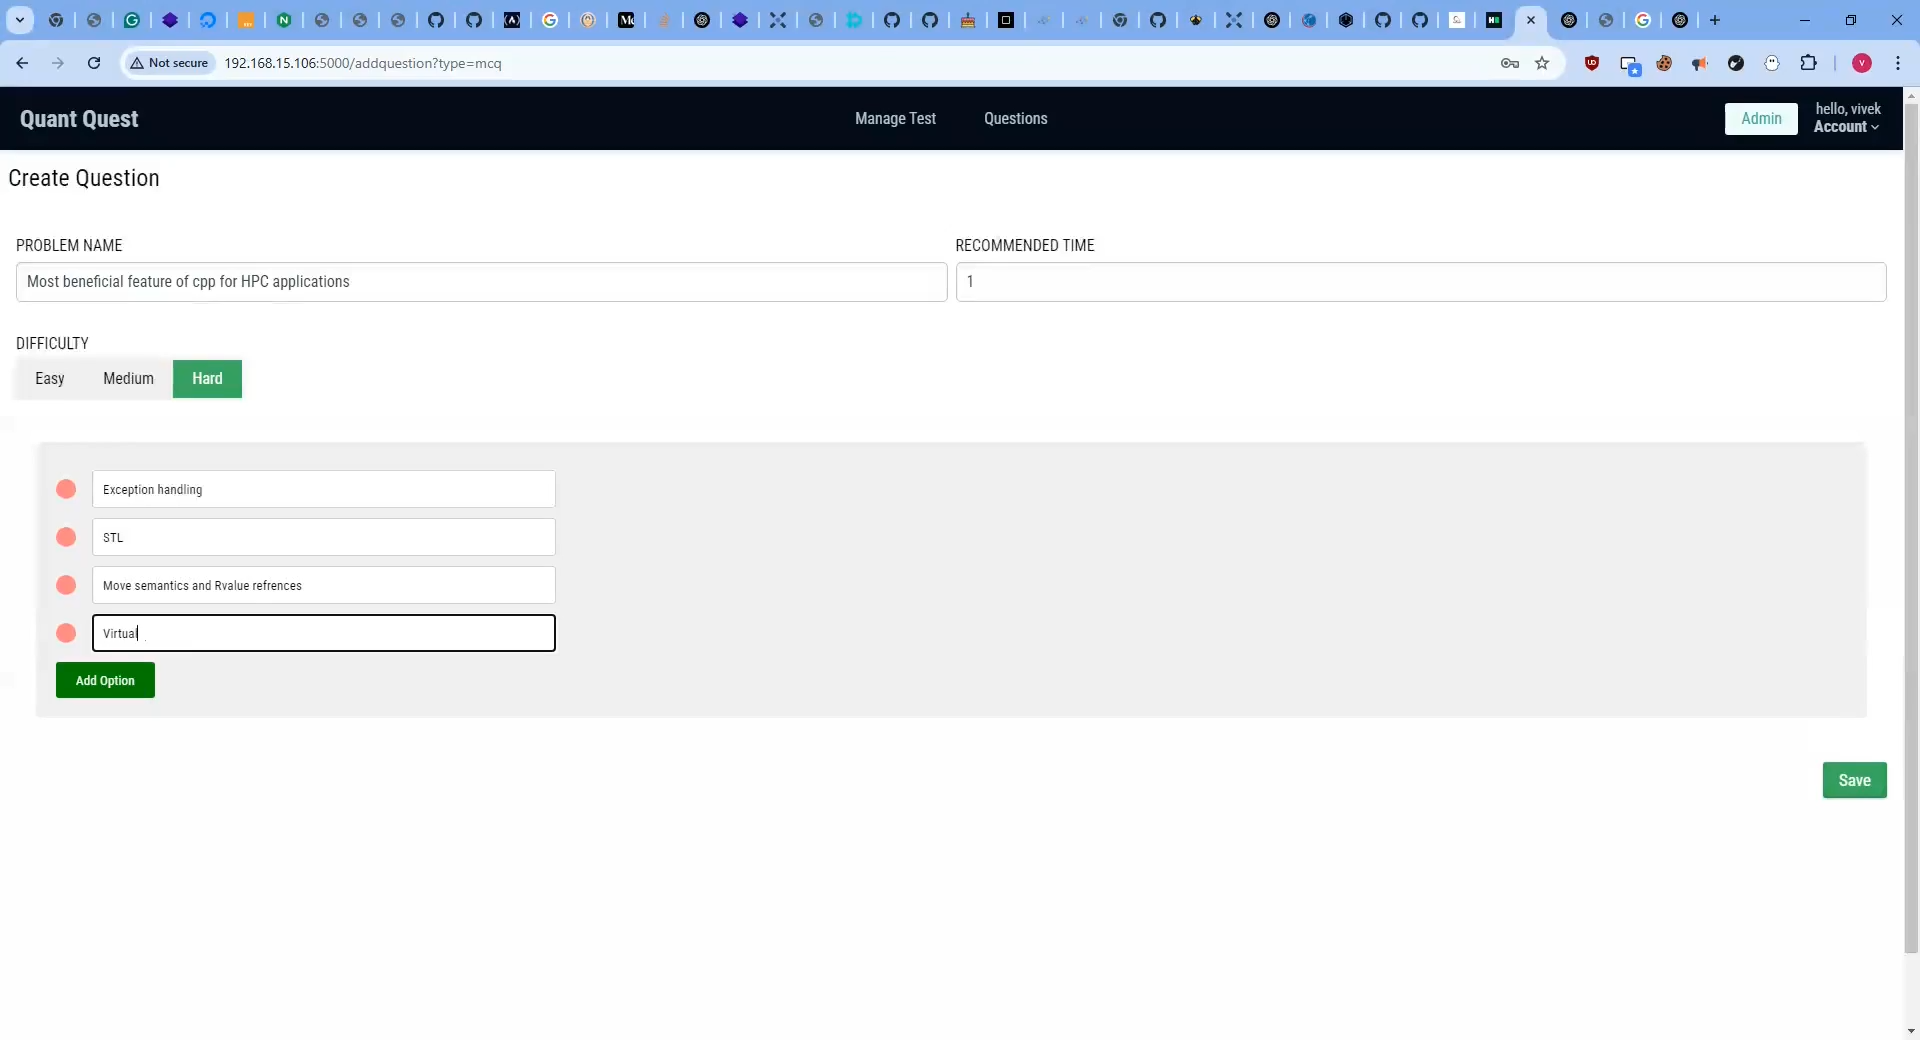 Not secure
192.168.15.106:5000/addquestion?type=mcq
V
Quant Quest
Manage Test
Questions
Admin
hello, vivek
Account
Create Question
PROBLEM NAME
RECOMMENDED TIME
Most beneficial feature of cpp for HPC applications
1
DIFFICULTY
Easy
Medium
Hard
Exception handling
STL
Move semantics and Rvalue refrences
Virtual
Add Option
Save